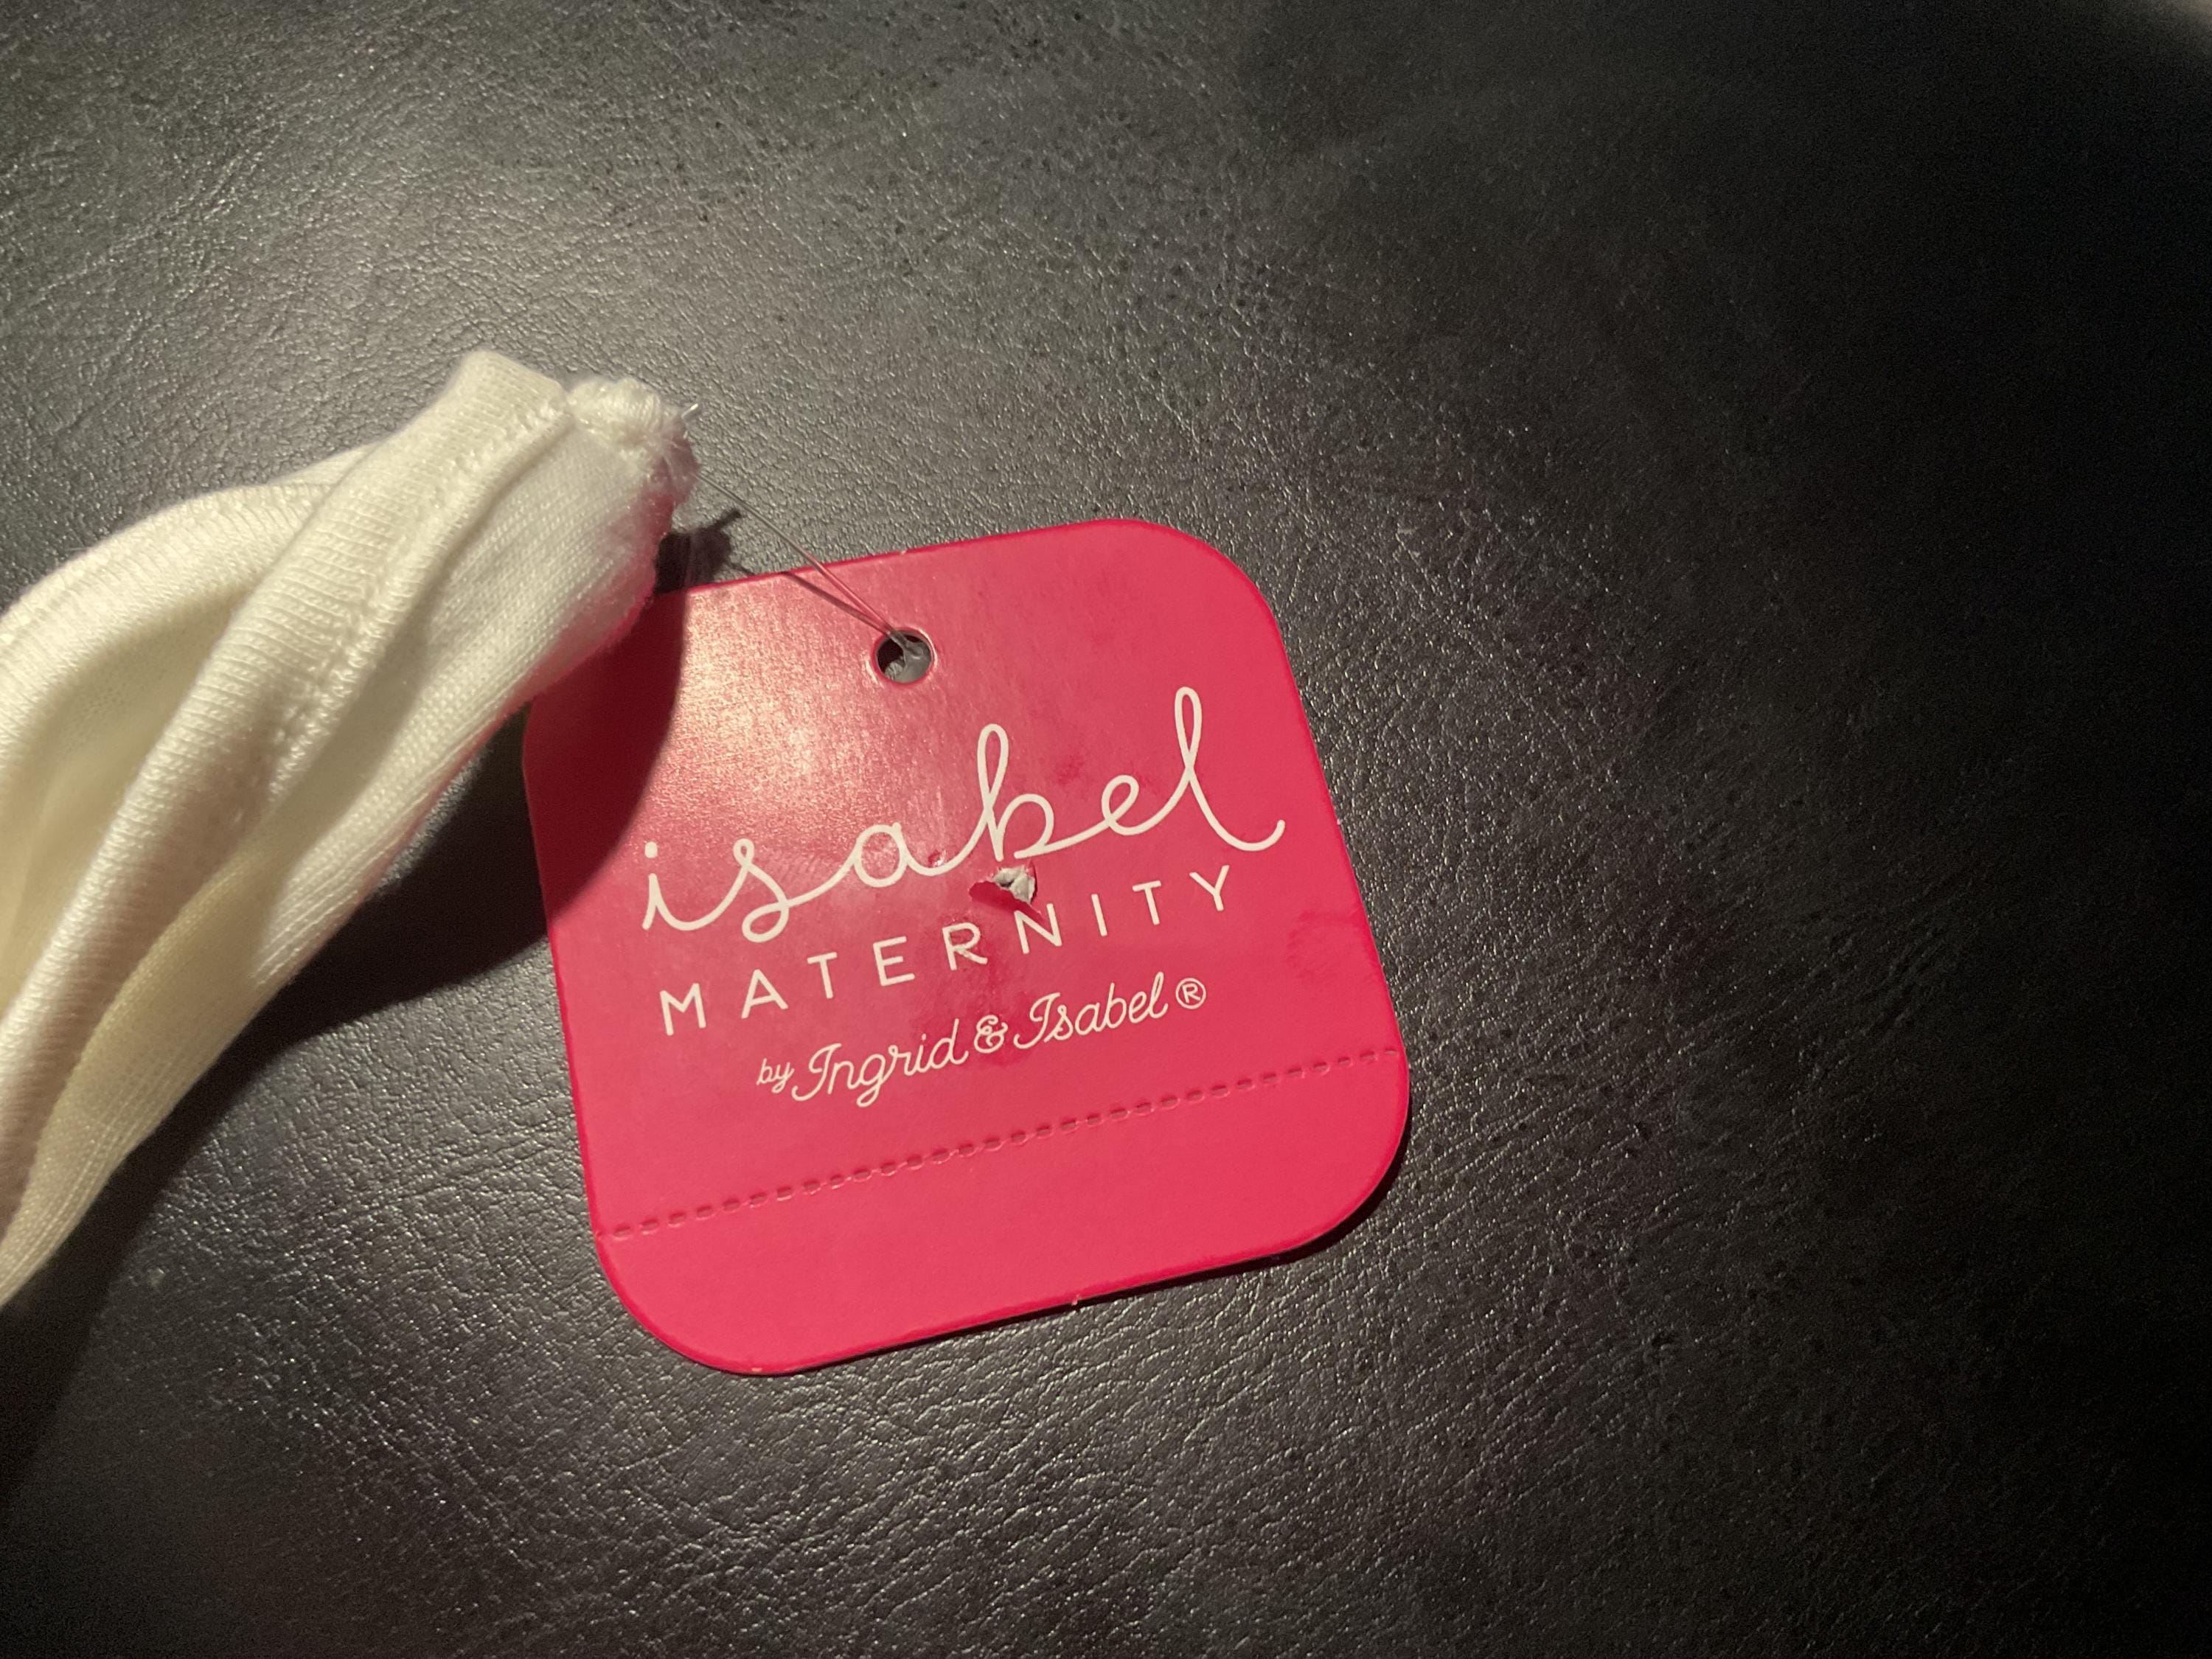 isabel
MATERNITY
by Ingrid & Isabel ®